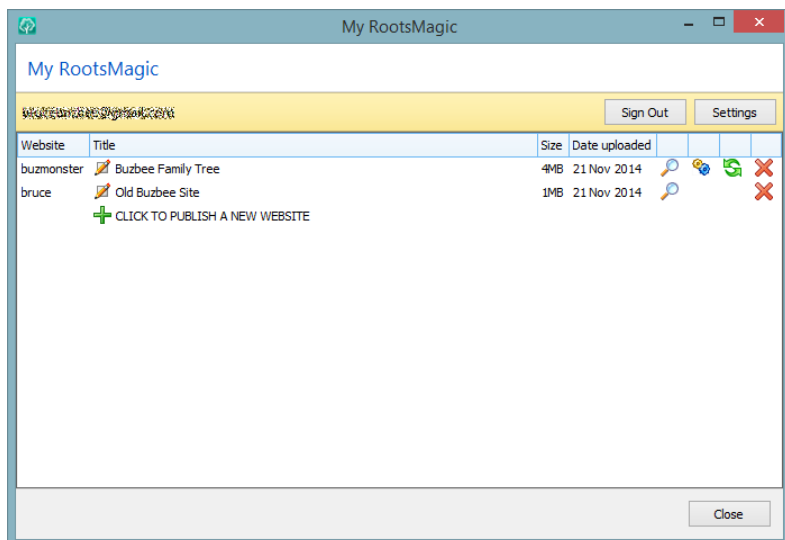 My RootsMagic
My RootsMagic
Sign Out Settings
Website Title Size Date uploaded
buzmonster Buzbee Family Tree 4MB 21 Nov 2014
bruce Old Buzbee Site 1MB 21 Nov 2014
CLICK TO PUBLISH A NEW WEBSITE
Close